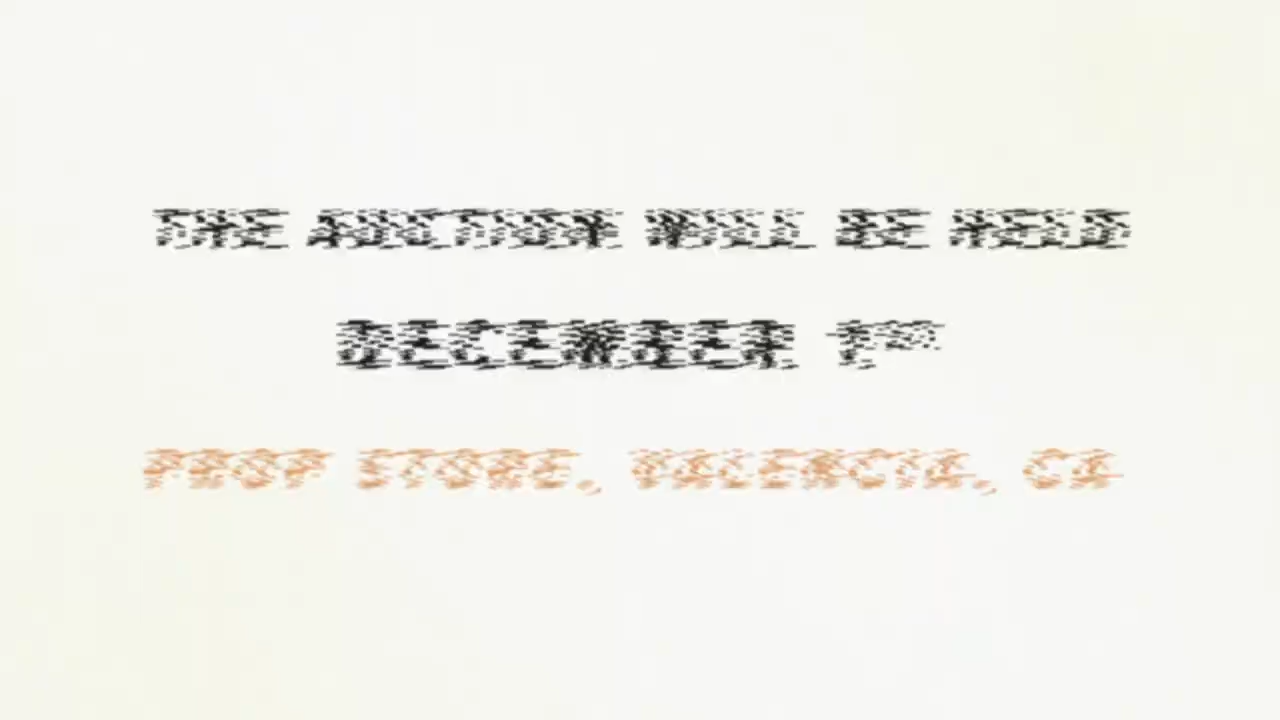 THE AUCTION WILL BE HELD
DECEMBER
PROP STORE, VALENCIA, CA